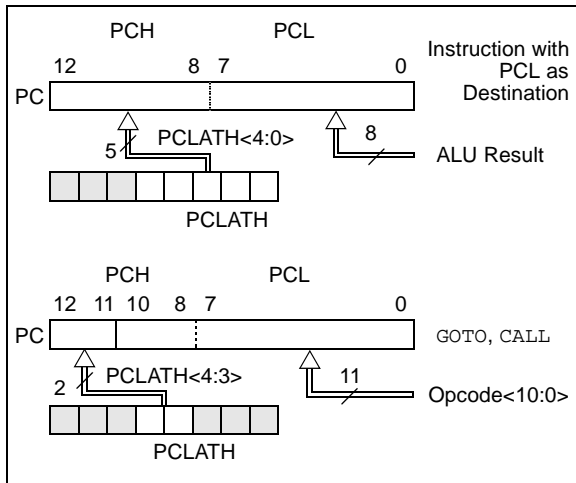 PCH PCL
12 8 7 0
Instruction with
PCL as
Destination
PC
5 PCLATH<4:0> 8
ALU Result
PCLATH
PCH PCL
12 11 10 8 7 0
PC
GOTO, CALL
2 PCLATH<4:3> 11
Opcode<10:0>
PCLATH